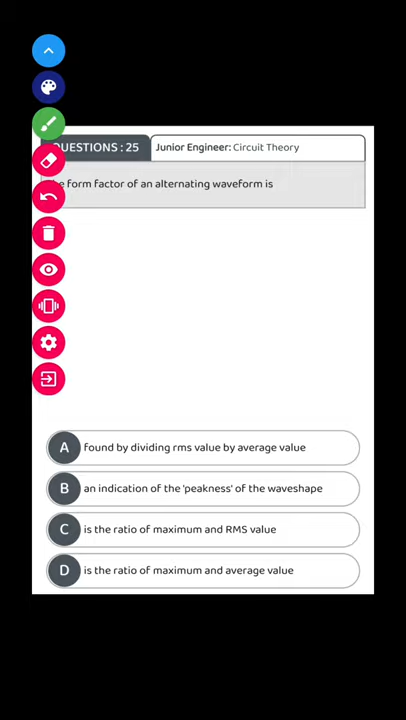 QUESTIONS : 25
Junior Engineer: Circuit Theory
form factor of an alternating waveform is
A found by dividing rms value by average value
B an indication of the 'peakness' of the waveshape
C is the ratio of maximum and RMS value
D is the ratio of maximum and average value